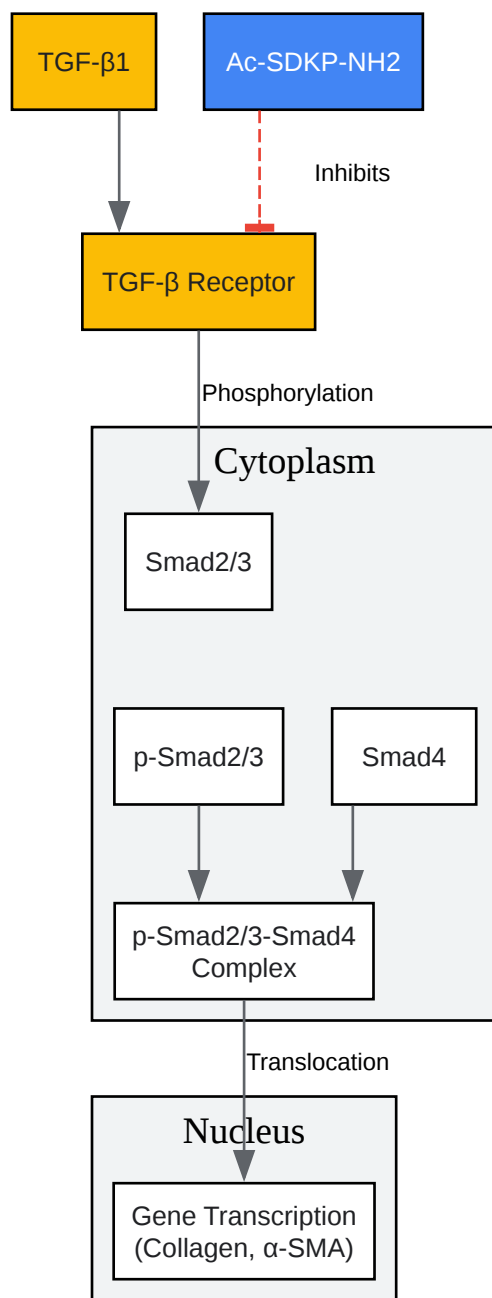 TGF-β1
Ac-SDKP-NH2
Inhibits
TGF-β Receptor
Phosphorylation
Cytoplasm
Smad2/3
p-Smad2/3
Smad4
p-Smad2/3-Smad4
Complex
Translocation
Nucleus
Gene Transcription
(Collagen, α-SMA)